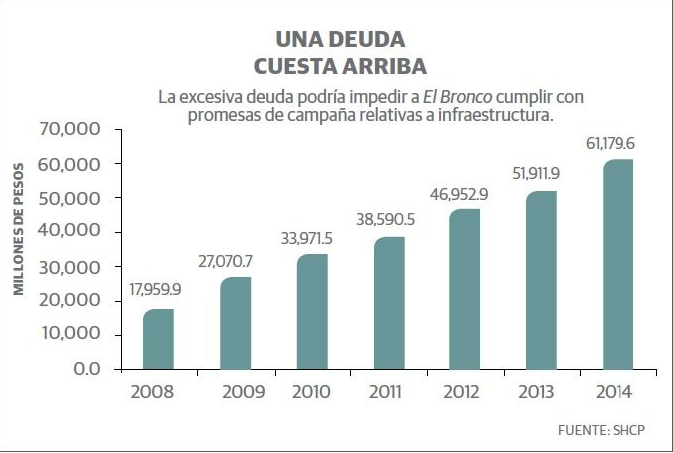 UNA DEUDA
CUESTA ARRIBA
La excesiva deuda podría impedir a El Bronco cumplir con
promesas de campaña relativas a infraestructura.
MILLONES DE PESOS
70,000
60,000
50,000
40,000
30,000
20,000
10,000
0.0
17,959.9
27,070.7
33,971.5
38,590.5
46,952.9
51,911.9
61,179.6
2008 2009 2010 2011 2012 2013 2014
FUENTE: SHCP